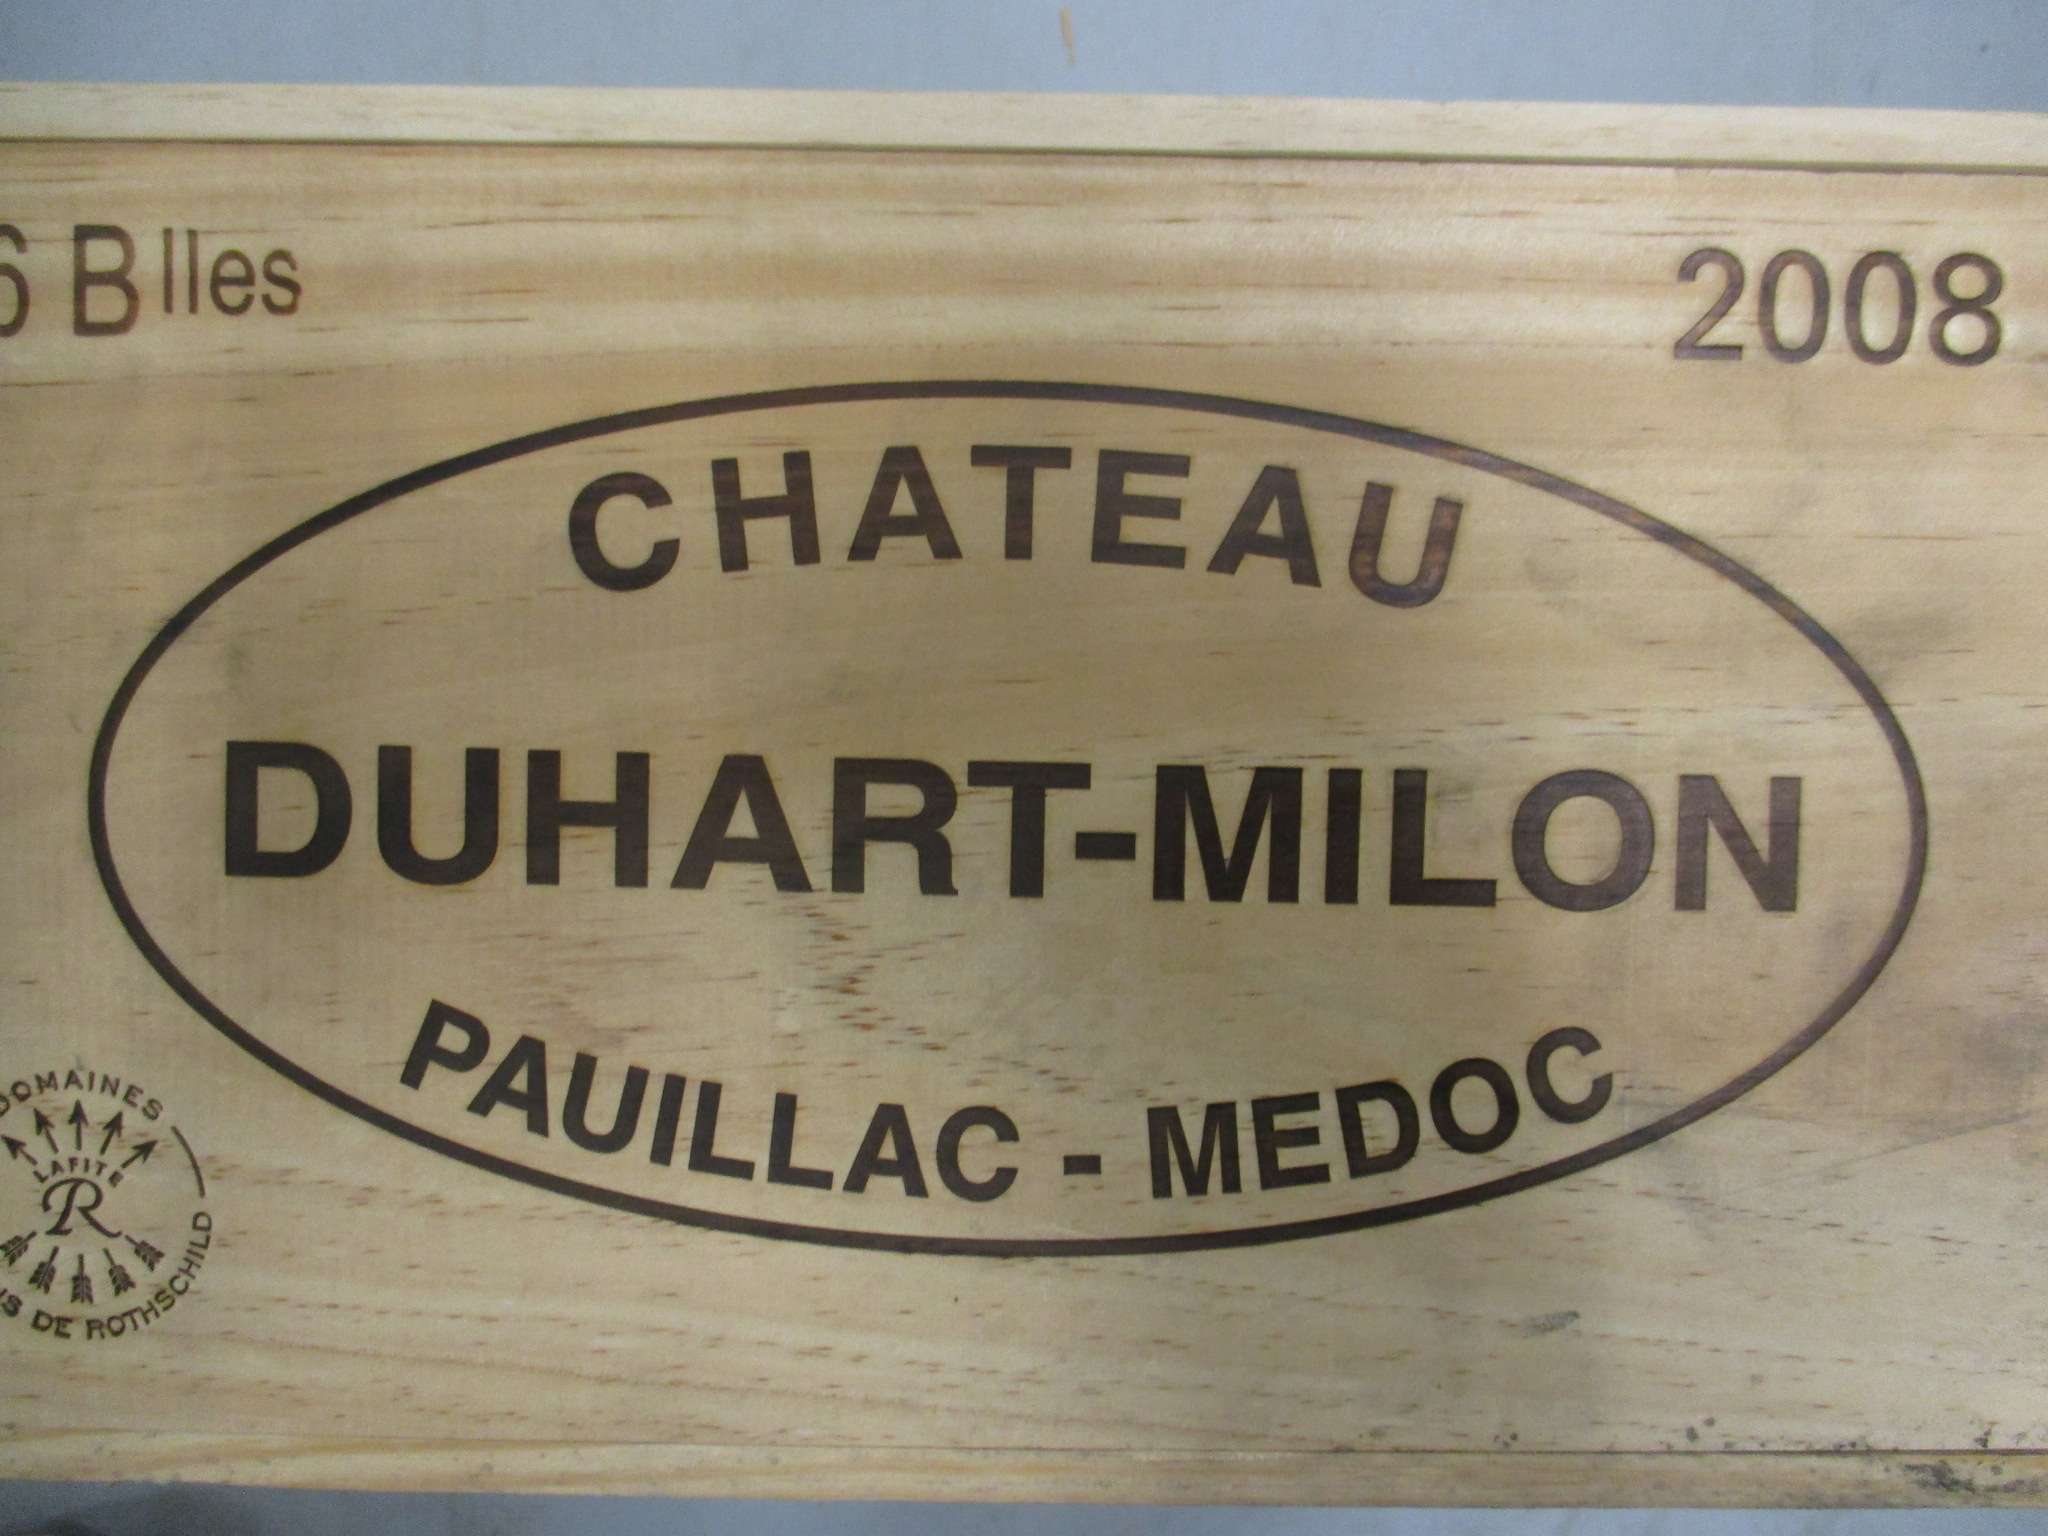 6 Blles
2008
CHATEAU
DUHART-MILON
PAUILLAC - MEDOC
DOMAINES
LAFITE
R
DE ROTHSCHILD